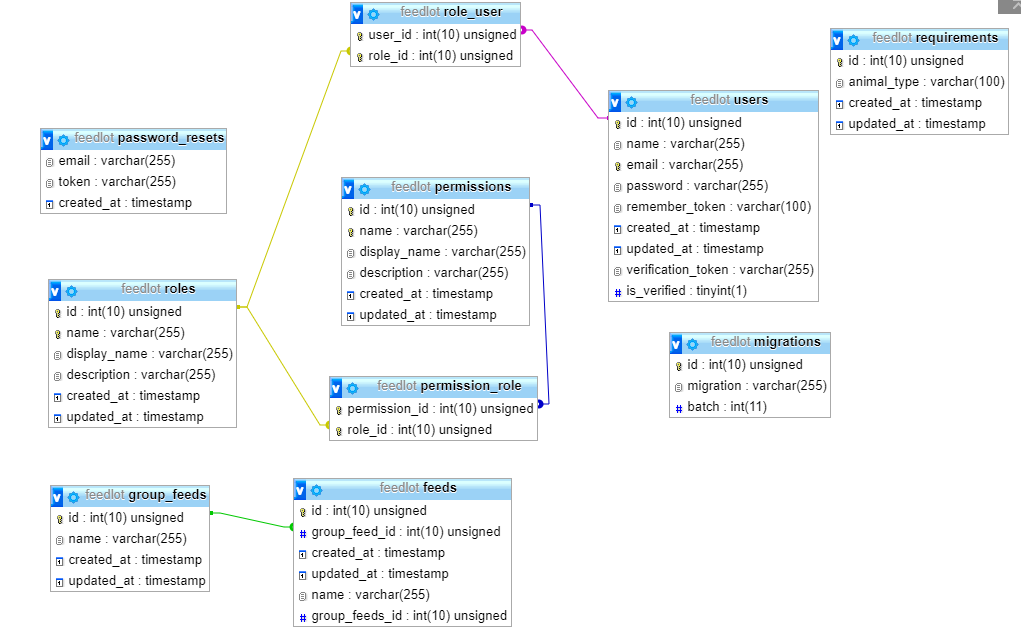 feedlot role_user
user_id : int(10) unsigned
role_id : int(10) unsigned
feedlot requirements
id : int(10) unsigned
animal_type : varchar(100)
created_at : timestamp
updated_at : timestamp
feedlot users
id : int(10) unsigned
name : varchar(255)
email : varchar(255)
password : varchar(255)
remember_token : varchar(100)
created_at : timestamp
updated_at : timestamp
verification_token : varchar(255)
# is_verified : tinyint(1)
feedlot password_resets
email : varchar(255)
token : varchar(255)
created_at : timestamp
feedlot permissions
id : int(10) unsigned
name : varchar(255)
display_name : varchar(255)
description : varchar(255)
created_at : timestamp
updated_at : timestamp
feedlot roles
id : int(10) unsigned
name : varchar(255)
display_name : varchar(255)
description : varchar(255)
created_at : timestamp
updated_at : timestamp
feedlot migrations
id : int(10) unsigned
migration : varchar(255)
# batch : int(11)
feedlot permission_role
permission_id : int(10) unsigned
role_id : int(10) unsigned
feedlot group_feeds
id : int(10) unsigned
name : varchar(255)
created_at : timestamp
updated_at : timestamp
feedlot feeds
id : int(10) unsigned
# group_feed_id : int(10) unsigned
created_at : timestamp
updated_at : timestamp
name : varchar(255)
# group_feeds_id : int(10) unsigned